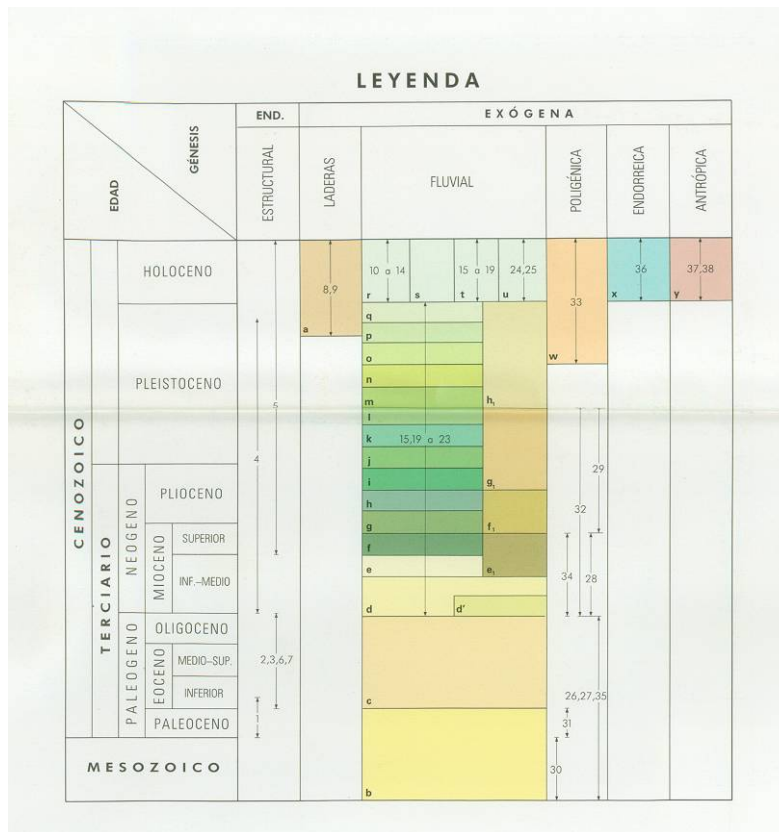 LEYENDA
GÉNESIS
EDAD
END.
EXÓGENA
ESTRUCTURAL
LADERAS
FLUVIAL
POLIGÉNICA
ENDORREICA
ANTRÓPICA
CENOZOICO
HOLOCENO
PLEISTOCENO
TERCIARIO
NEOGENO
PLIOCENO
MIOCENO
SUPERIOR
INF.–MEDIO
PALEOGENO
OLIGOCENO
EOCENO
MEDIO–SUP.
INFERIOR
PALEOCENO
MESOZOICO
5
4
2,3,6,7
1
8,9
a
10 a 14
15 a 19
24,25
r
s
t
u
q
p
o
n
m
l
k
15,19 a 23
j
i
h
g
f
e
d
d'
c
b
h₁
g₁
f₁
e₁
33
w
36
x
37,38
y
29
32
34
28
26,27,35
31
30